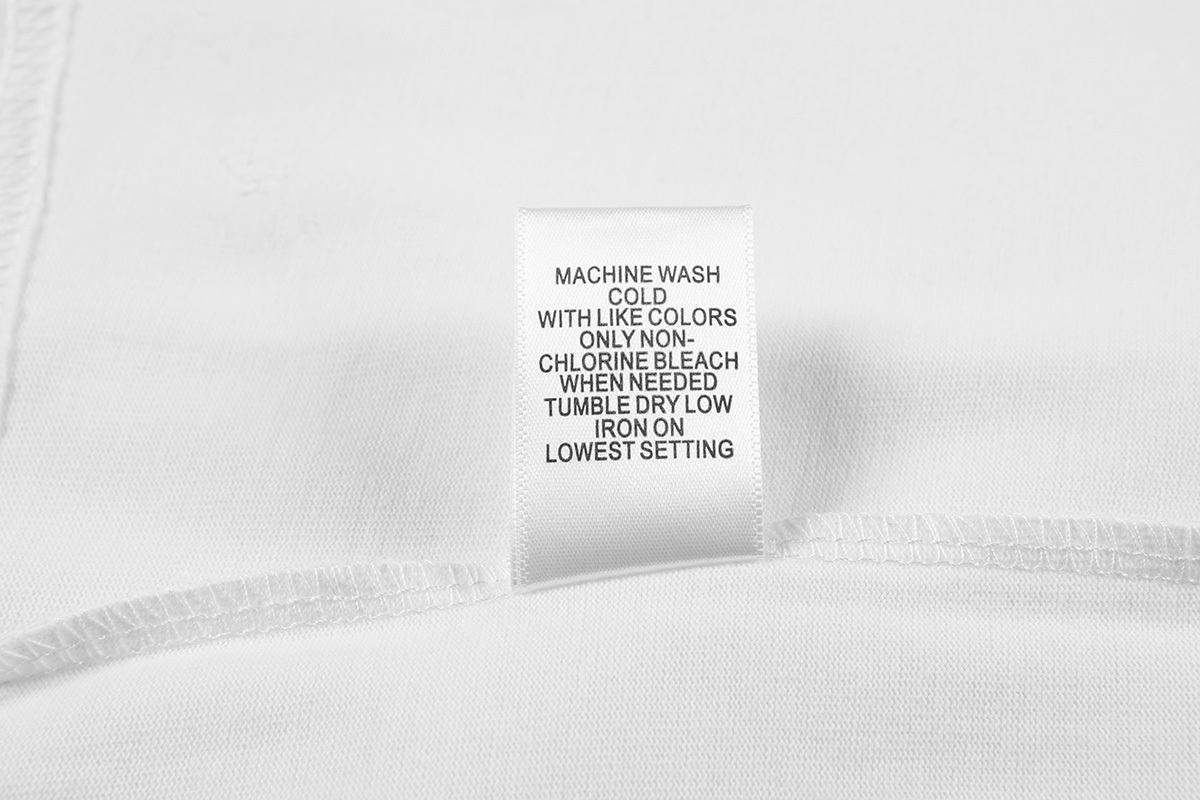 MACHINE WASH
COLD
WITH LIKE COLORS
ONLY NON-
CHLORINE BLEACH
WHEN NEEDED
TUMBLE DRY LOW
IRON ON
LOWEST SETTING